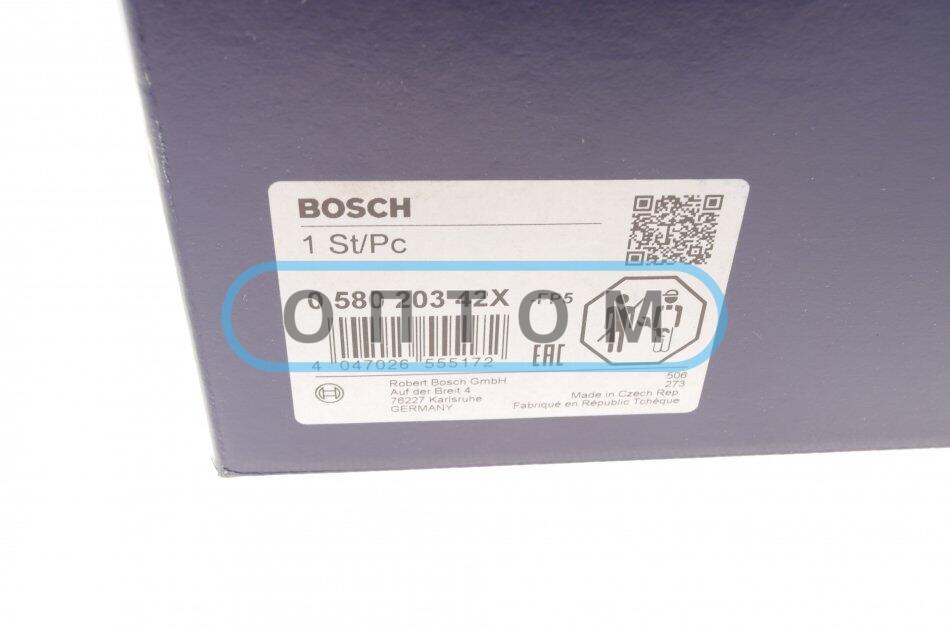 BOSCH
1 St/Pc
0 580 203 42X FP5
ОПТОМ
4 047026 555172
EAC
Robert Bosch GmbH
Auf der Breit 4
76227 Karlsruhe
GERMANY
506
273
Made in Czech Rep.
Fabriqué en République Tchéque